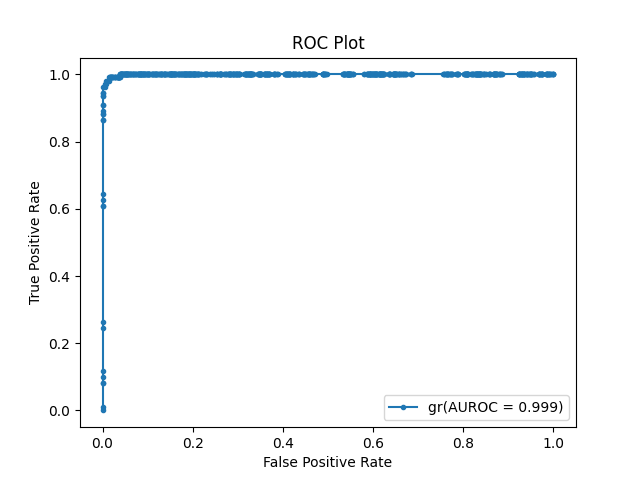 ROC Plot
1.0
0.8
0.6
0.4
0.2
0.0
True Positive Rate
gr(AUROC = 0.999)
0.0 0.2 0.4 0.6 0.8 1.0
False Positive Rate